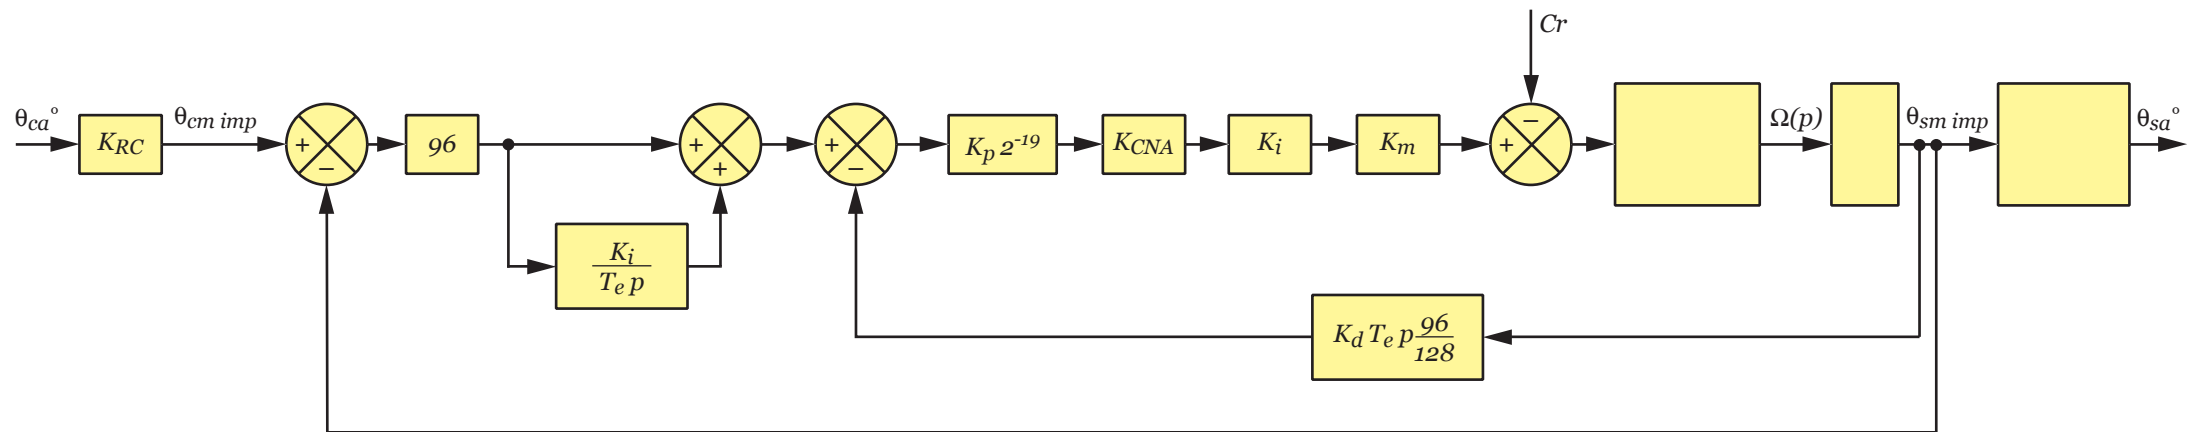 Cr
θca°
KRC
θcm imp
+
−
96
+
+
+
−
Kp 2⁻¹⁹
KCNA
Ki
Km
−
+
Ω(p)
θsm imp
θsa°
Ki
Te p
Kd Te p 96
128